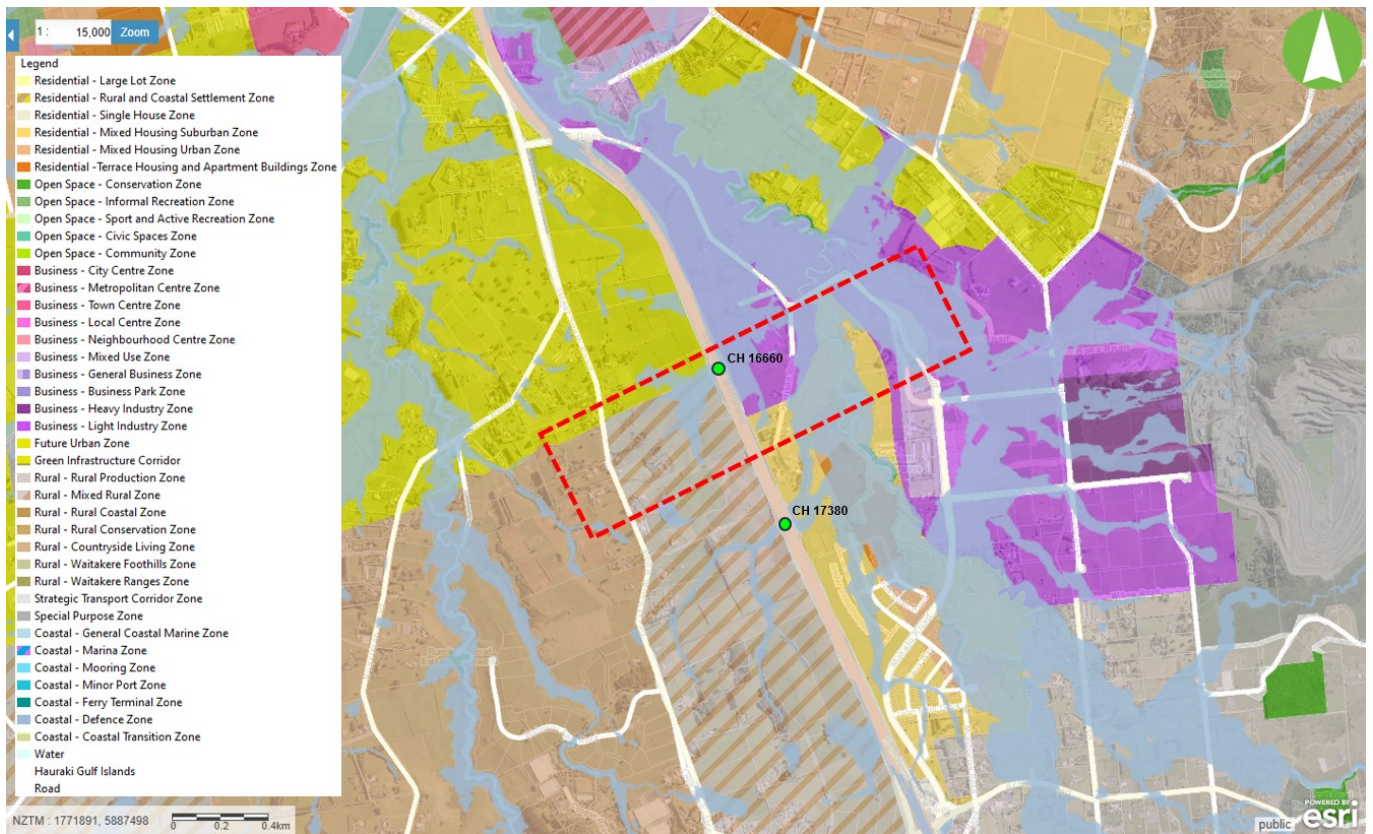 1 :
15,000
Zoom
Legend
Residential - Large Lot Zone
Residential - Rural and Coastal Settlement Zone
Residential - Single House Zone
Residential - Mixed Housing Suburban Zone
Residential - Mixed Housing Urban Zone
Residential -Terrace Housing and Apartment Buildings Zone
Open Space - Conservation Zone
Open Space - Informal Recreation Zone
Open Space - Sport and Active Recreation Zone
Open Space - Civic Spaces Zone
Open Space - Community Zone
Business - City Centre Zone
Business - Metropolitan Centre Zone
Business - Town Centre Zone
Business - Local Centre Zone
Business - Neighbourhood Centre Zone
Business - Mixed Use Zone
Business - General Business Zone
Business - Business Park Zone
Business - Heavy Industry Zone
Business - Light Industry Zone
Future Urban Zone
Green Infrastructure Corridor
Rural - Rural Production Zone
Rural - Mixed Rural Zone
Rural - Rural Coastal Zone
Rural - Rural Conservation Zone
Rural - Countryside Living Zone
Rural - Waitakere Foothills Zone
Rural - Waitakere Ranges Zone
Strategic Transport Corridor Zone
Special Purpose Zone
Coastal - General Coastal Marine Zone
Coastal - Marina Zone
Coastal - Mooring Zone
Coastal - Minor Port Zone
Coastal - Ferry Terminal Zone
Coastal - Defence Zone
Coastal - Coastal Transition Zone
Water
Hauraki Gulf Islands
Road
CH 16660
CH 17380
NZTM : 1771891, 5887498
0 0.2 0.4km
public
POWERED BY
esri